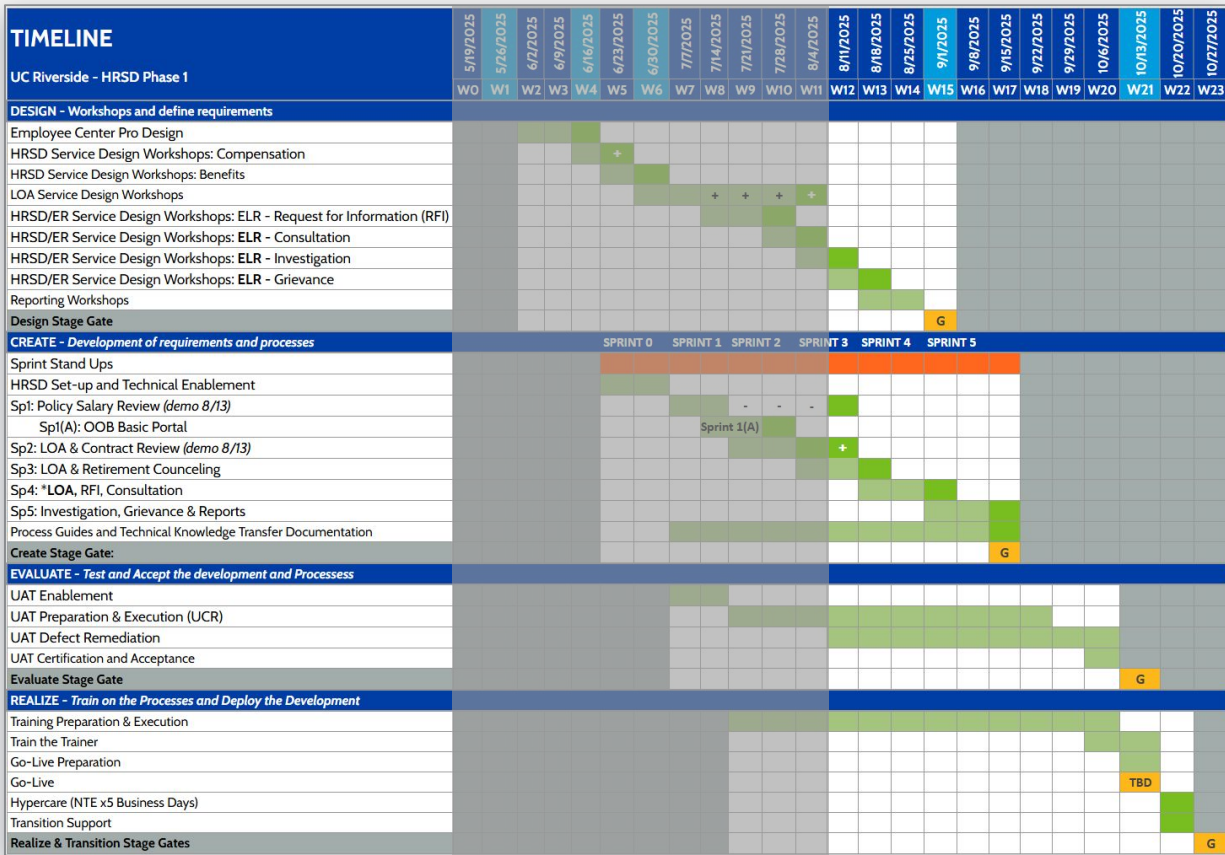 TIMELINE
UC Riverside - HRSD Phase 1
5/19/2025 5/26/2025 6/2/2025 6/9/2025 6/16/2025 6/23/2025 6/30/2025 7/7/2025 7/14/2025 7/21/2025 7/28/2025 8/4/2025 8/11/2025 8/18/2025 8/25/2025 9/1/2025 9/8/2025 9/15/2025 9/22/2025 9/29/2025 10/6/2025 10/13/2025 10/20/2025 10/27/2025
W0 W1 W2 W3 W4 W5 W6 W7 W8 W9 W10 W11 W12 W13 W14 W15 W16 W17 W18 W19 W20 W21 W22 W23
DESIGN - Workshops and define requirements
Employee Center Pro Design
HRSD Service Design Workshops: Compensation +
HRSD Service Design Workshops: Benefits
LOA Service Design Workshops + + + +
HRSD/ER Service Design Workshops: ELR - Request for Information (RFI)
HRSD/ER Service Design Workshops: ELR - Consultation
HRSD/ER Service Design Workshops: ELR - Investigation
HRSD/ER Service Design Workshops: ELR - Grievance
Reporting Workshops
Design Stage Gate G
CREATE - Development of requirements and processes SPRINT 0 SPRINT 1 SPRINT 2 SPRINT 3 SPRINT 4 SPRINT 5
Sprint Stand Ups
HRSD Set-up and Technical Enablement
Sp1: Policy Salary Review (demo 8/13) - - -
Sp1(A): OOB Basic Portal Sprint 1(A)
Sp2: LOA & Contract Review (demo 8/13) +
Sp3: LOA & Retirement Counceling
Sp4: *LOA, RFI, Consultation
Sp5: Investigation, Grievance & Reports
Process Guides and Technical Knowledge Transfer Documentation
Create Stage Gate: G
EVALUATE - Test and Accept the development and Processess
UAT Enablement
UAT Preparation & Execution (UCR)
UAT Defect Remediation
UAT Certification and Acceptance
Evaluate Stage Gate G
REALIZE - Train on the Processes and Deploy the Development
Training Preparation & Execution
Train the Trainer
Go-Live Preparation
Go-Live TBD
Hypercare (NTE x5 Business Days)
Transition Support
Realize & Transition Stage Gates G